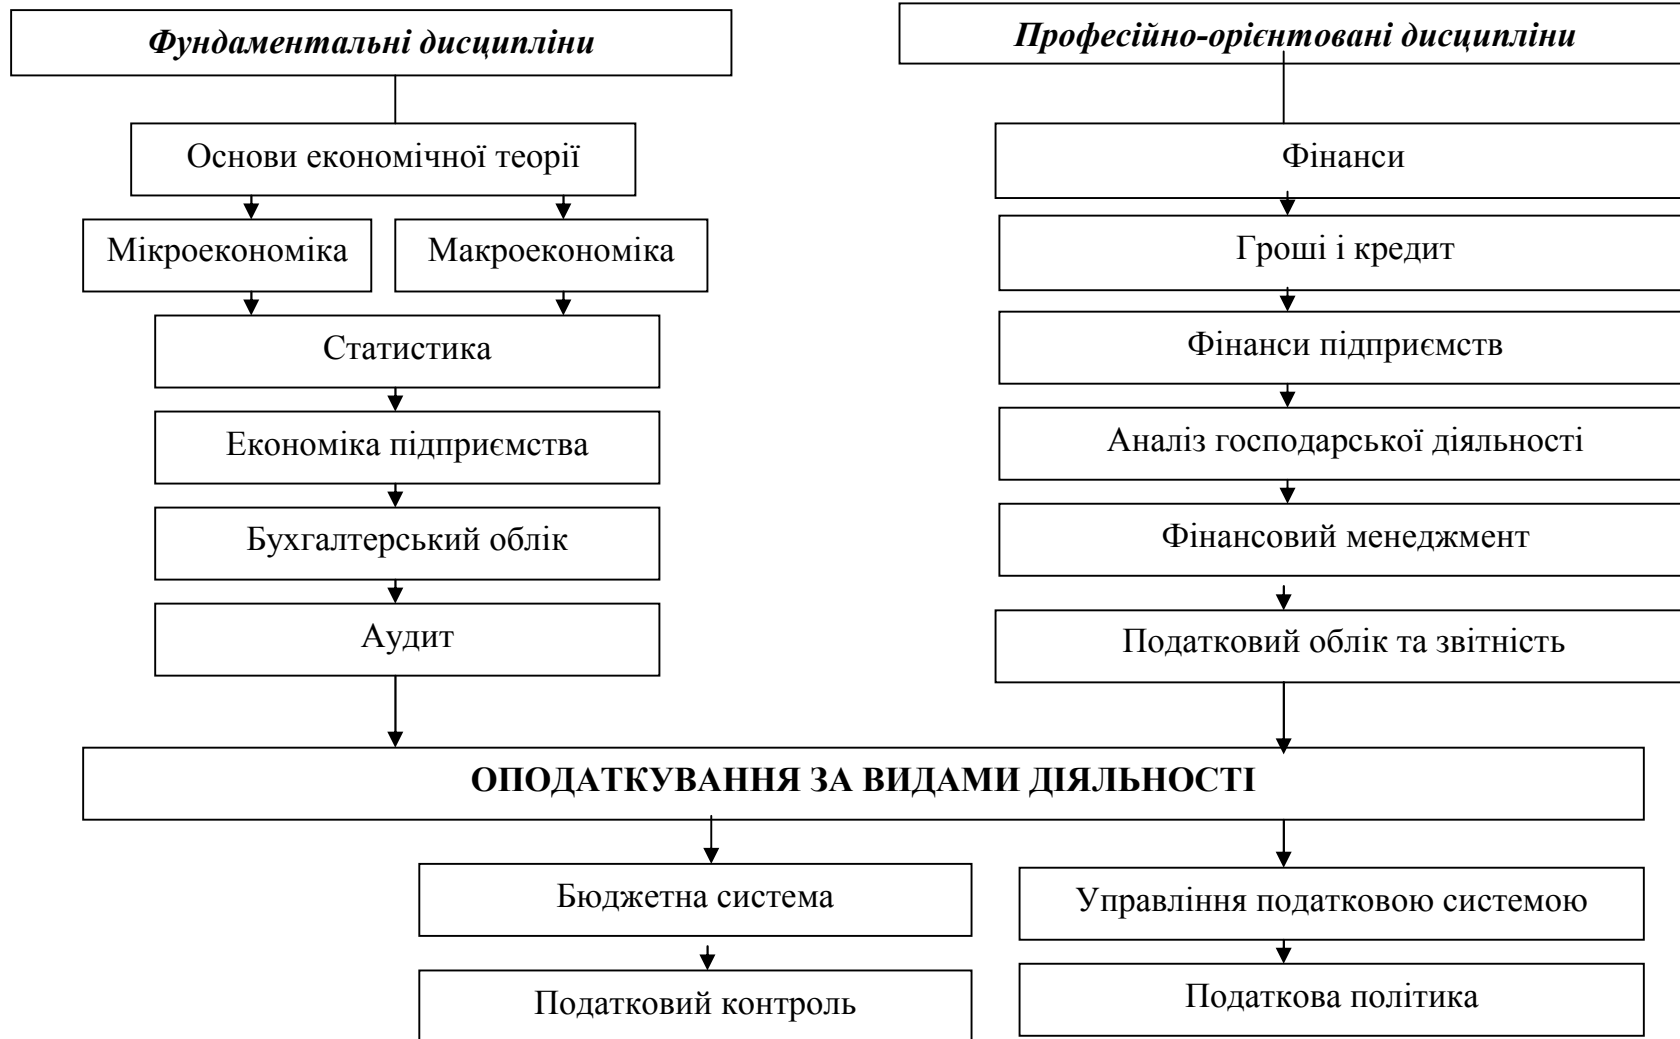 Фундаментальні дисципліни
Професійно-орієнтовані дисципліни
Основи економічної теорії
Фінанси
Мікроекономіка
Макроекономіка
Гроші і кредит
Статистика
Фінанси підприємств
Економіка підприємства
Аналіз господарської діяльності
Бухгалтерський облік
Фінансовий менеджмент
Аудит
Податковий облік та звітність
ОПОДАТКУВАННЯ ЗА ВИДАМИ ДІЯЛЬНОСТІ
Бюджетна система
Управління податковою системою
Податковий контроль
Податкова політика